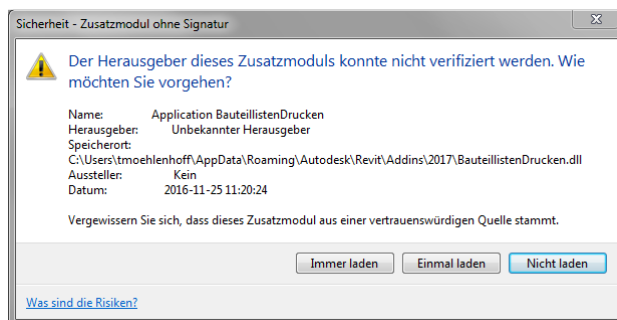 Sicherheit - Zusatzmodul ohne Signatur
Der Herausgeber dieses Zusatzmoduls konnte nicht verifiziert werden. Wie
möchten Sie vorgehen?
Name: Application BauteillistenDrucken
Herausgeber: Unbekannter Herausgeber
Speicherort:
C:\Users\tmoehlenhoff\AppData\Roaming\Autodesk\Revit\Addins\2017\BauteillistenDrucken.dll
Aussteller: Kein
Datum: 2016-11-25 11:20:24
Vergewissern Sie sich, dass dieses Zusatzmodul aus einer vertrauenswürdigen Quelle stammt.
Immer laden Einmal laden Nicht laden
Was sind die Risiken?